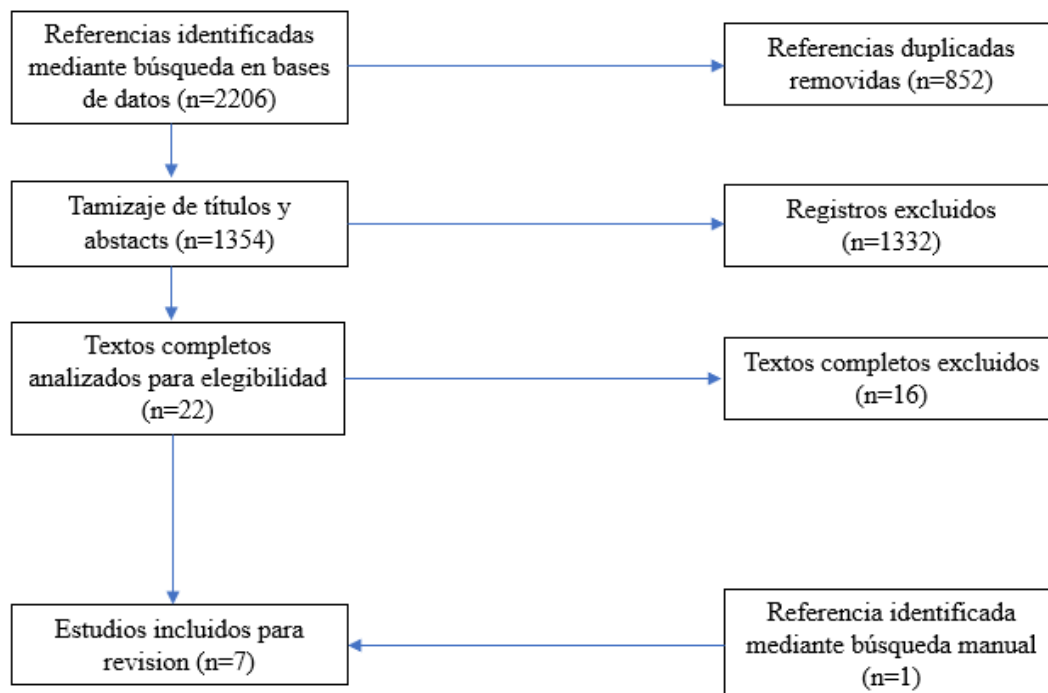 Referencias identificadas
mediante búsqueda en bases
de datos (n=2206)
Referencias duplicadas
removidas (n=852)
Tamizaje de títulos y
abstacts (n=1354)
Registros excluidos
(n=1332)
Textos completos
analizados para elegibilidad
(n=22)
Textos completos excluidos
(n=16)
Estudios incluidos para
revision (n=7)
Referencia identificada
mediante búsqueda manual
(n=1)